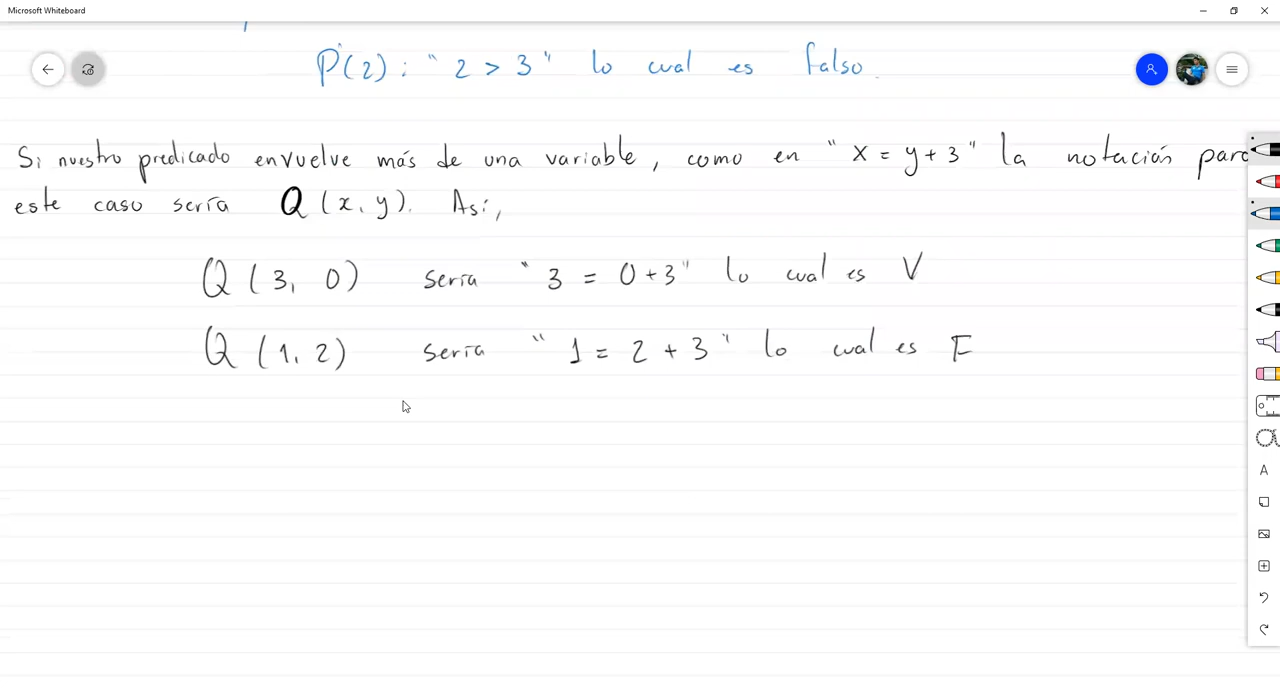 Microsoft Whiteboard
P(2) : " 2 > 3 " lo cual es falso.
Si nuestro predicado envuelve más de una variable, como en " x = y + 3 " la notación para
este caso sería Q (x, y). Así,
Q ( 3, 0 ) sería " 3 = 0 + 3 " lo cual es V
Q ( 1, 2 ) sería " 1 = 2 + 3 " lo cual es F
A